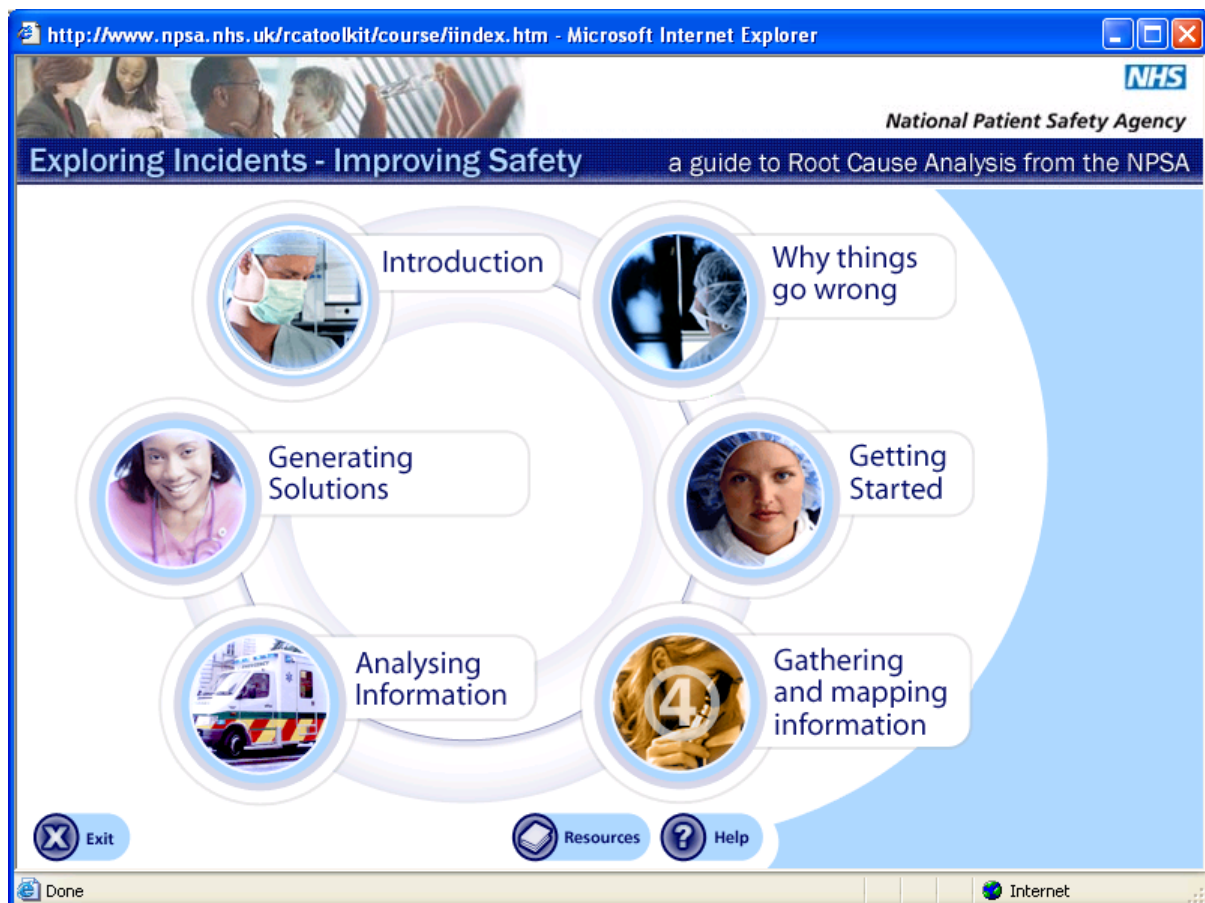 http://www.npsa.nhs.uk/rcatoolkit/course/iindex.htm - Microsoft Internet Explorer
NHS
National Patient Safety Agency
Exploring Incidents - Improving Safety
a guide to Root Cause Analysis from the NPSA
Introduction
Why things
go wrong
Generating
Solutions
Getting
Started
Analysing
Information
EMERGENCY
4
Gathering
and mapping
information
X Exit
Resources
? Help
Done
Internet